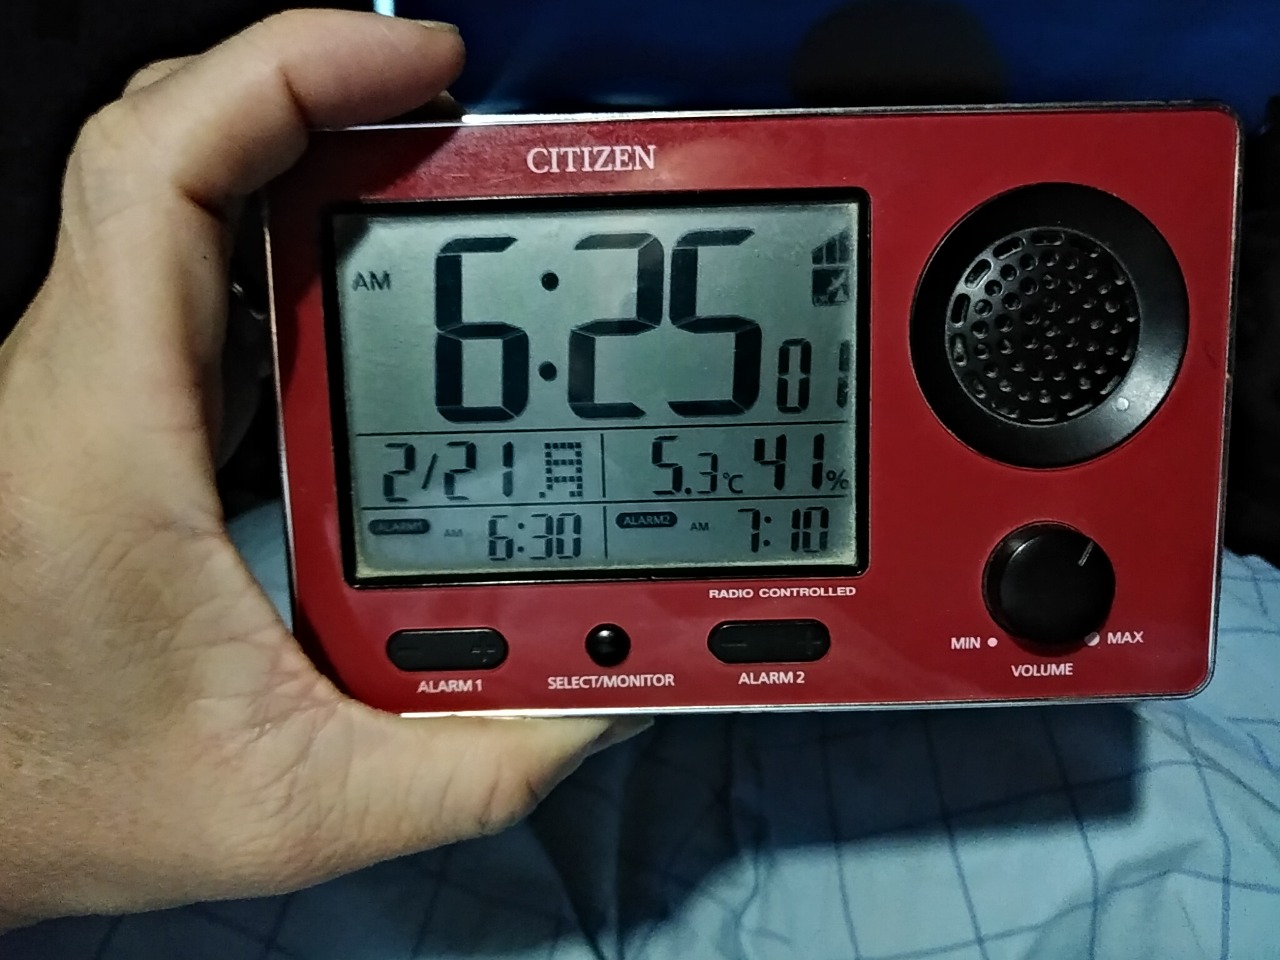 CITIZEN
AM 6:25 01
2/21 月 5.3℃ 41%
ALARM1 AM 6:30 ALARM2 AM 7:10
RADIO CONTROLLED
- + - +
ALARM 1 SELECT/MONITOR ALARM 2
MIN MAX
VOLUME